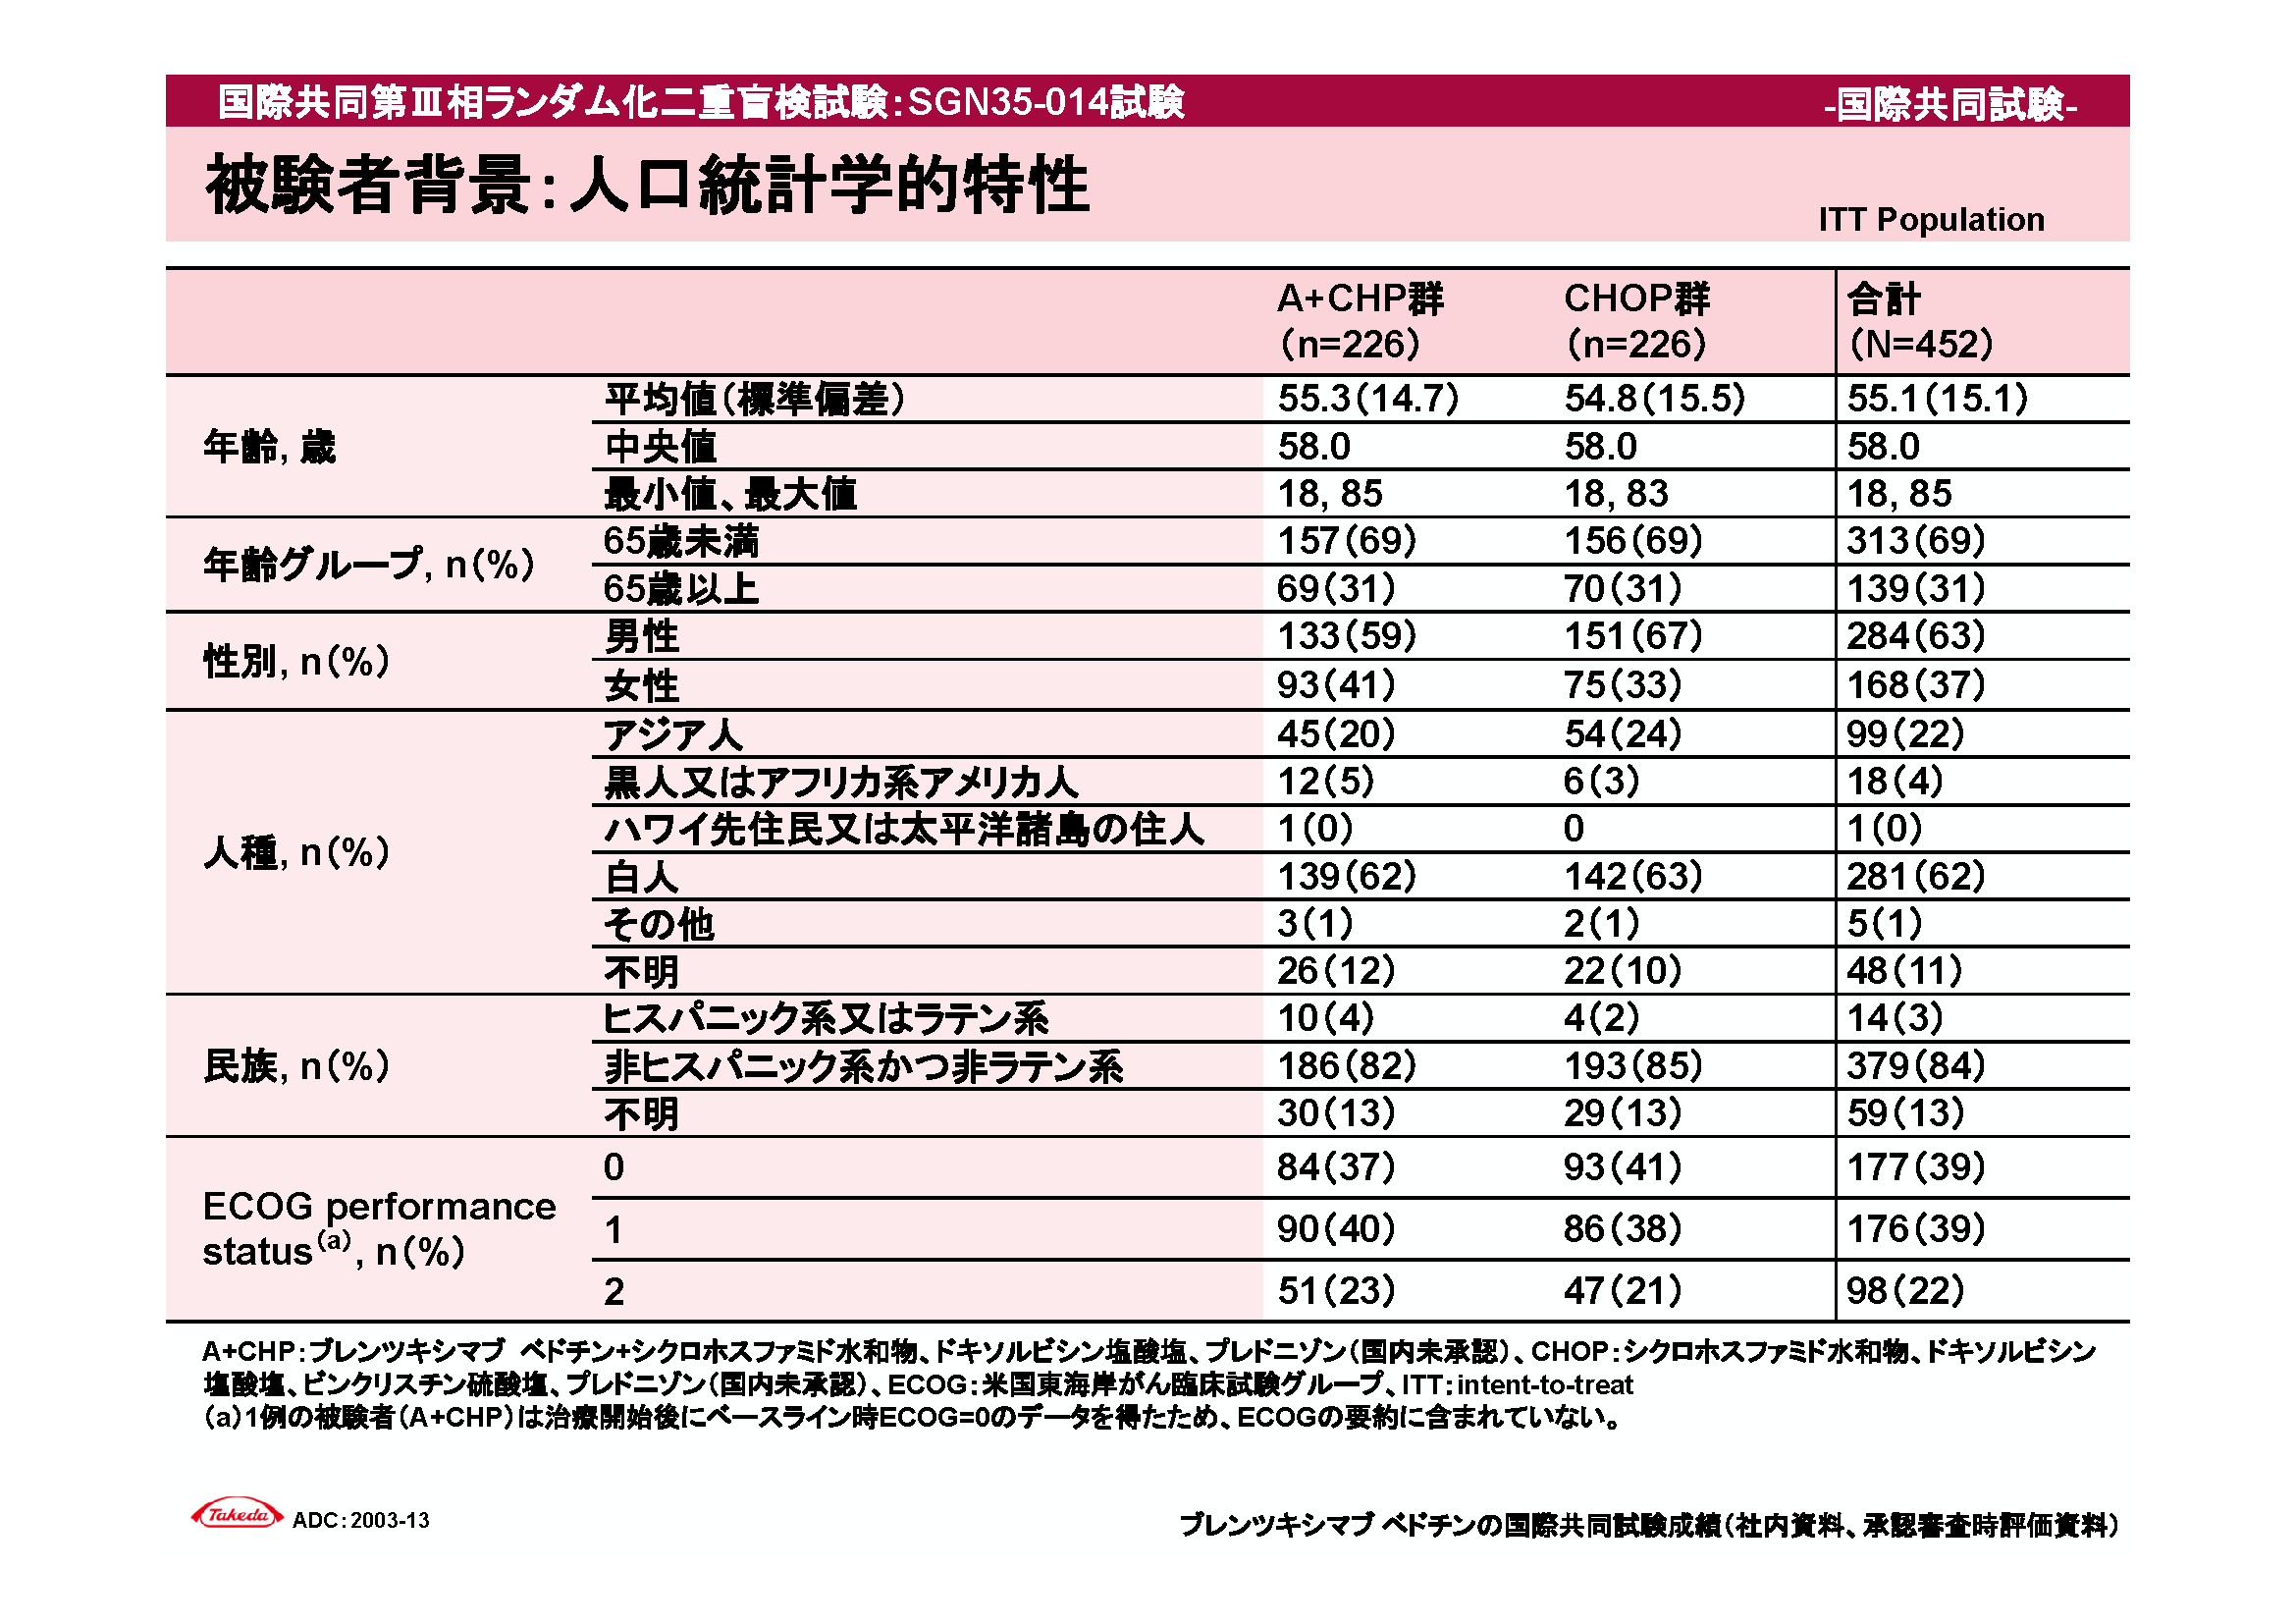 国際共同第Ⅲ相ランダム化二重盲検試験：SGN35-014試験
-国際共同試験-
被験者背景：人口統計学的特性
ITT Population
A+CHP群 CHOP群 合計
（n=226） （n=226） （N=452）
年齢, 歳
平均値（標準偏差） 55.3（14.7） 54.8（15.5） 55.1（15.1）
中央値 58.0 58.0 58.0
最小値、最大値 18, 85 18, 83 18, 85
年齢グループ, n（%）
65歳未満 157（69） 156（69） 313（69）
65歳以上 69（31） 70（31） 139（31）
性別, n（%）
男性 133（59） 151（67） 284（63）
女性 93（41） 75（33） 168（37）
人種, n（%）
アジア人 45（20） 54（24） 99（22）
黒人又はアフリカ系アメリカ人 12（5） 6（3） 18（4）
ハワイ先住民又は太平洋諸島の住人 1（0） 0 1（0）
白人 139（62） 142（63） 281（62）
その他 3（1） 2（1） 5（1）
不明 26（12） 22（10） 48（11）
民族, n（%）
ヒスパニック系又はラテン系 10（4） 4（2） 14（3）
非ヒスパニック系かつ非ラテン系 186（82） 193（85） 379（84）
不明 30（13） 29（13） 59（13）
ECOG performance
status（a）, n（%）
0 84（37） 93（41） 177（39）
1 90（40） 86（38） 176（39）
2 51（23） 47（21） 98（22）
A+CHP：ブレンツキシマブ ベドチン+シクロホスファミド水和物、ドキソルビシン塩酸塩、プレドニゾン（国内未承認）、CHOP：シクロホスファミド水和物、ドキソルビシン
塩酸塩、ビンクリスチン硫酸塩、プレドニゾン（国内未承認）、ECOG：米国東海岸がん臨床試験グループ、ITT：intent-to-treat
（a）1例の被験者（A+CHP）は治療開始後にベースライン時ECOG=0のデータを得たため、ECOGの要約に含まれていない。
Takeda
ADC：2003-13
ブレンツキシマブ ベドチンの国際共同試験成績（社内資料、承認審査時評価資料）